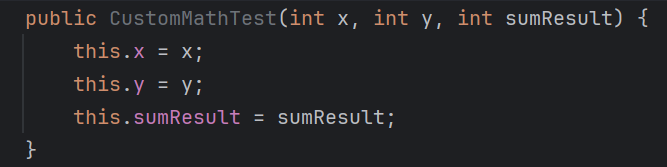 public CustomMathTest(int x, int y, int sumResult) {
    this.x = x;
    this.y = y;
    this.sumResult = sumResult;
}